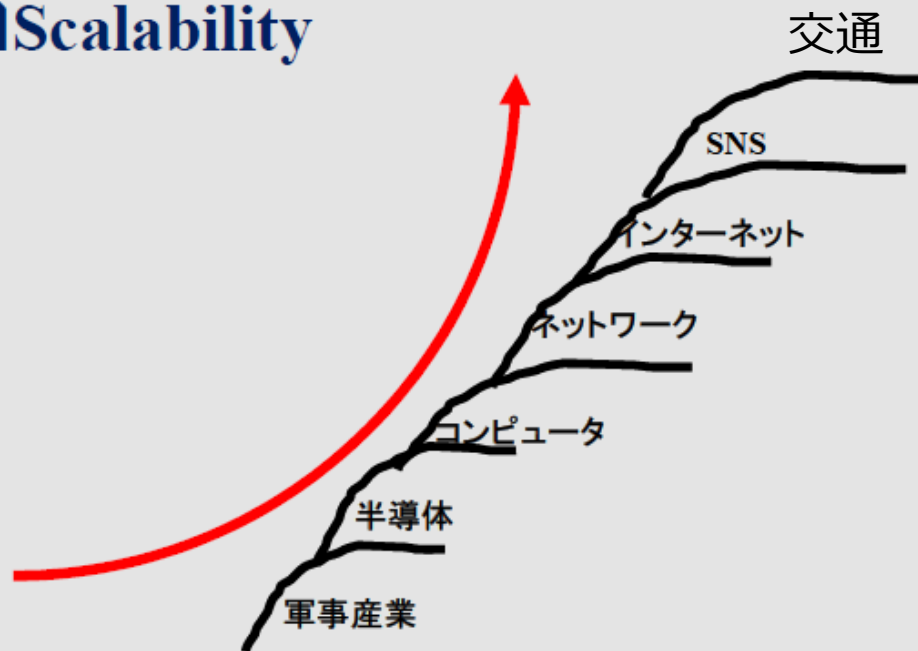 Scalability
交通
SNS
インターネット
ネットワーク
コンピュータ
半導体
軍事産業